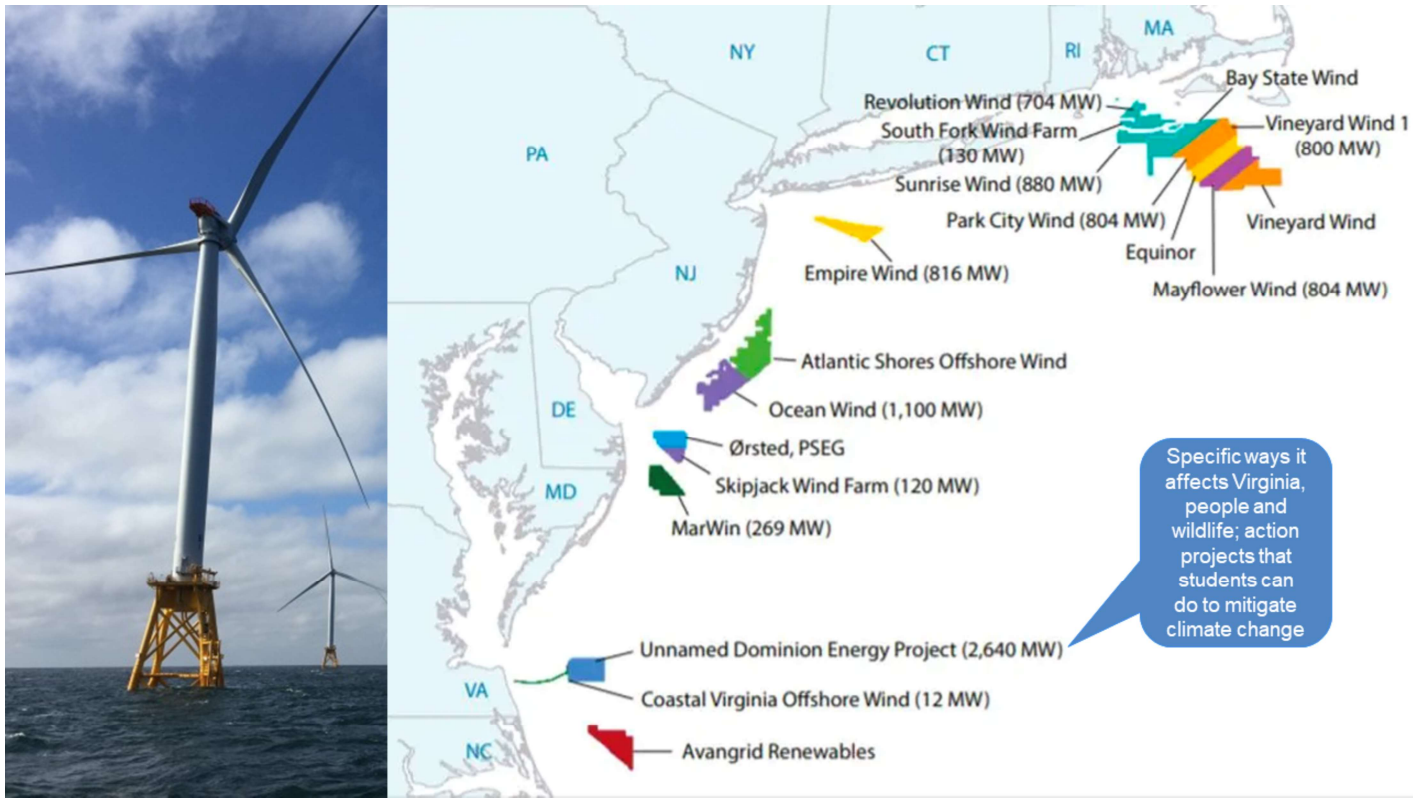 MA
NY
CT
RI
Bay State Wind
Revolution Wind (704 MW)
South Fork Wind Farm
(130 MW)
Vineyard Wind 1
(800 MW)
PA
Sunrise Wind (880 MW)
Park City Wind (804 MW)
Vineyard Wind
Equinor
NJ
Empire Wind (816 MW)
Mayflower Wind (804 MW)
Atlantic Shores Offshore Wind
DE
Ocean Wind (1,100 MW)
Ørsted, PSEG
MD
Skipjack Wind Farm (120 MW)
MarWin (269 MW)
Specific ways it
affects Virginia,
people and
wildlife; action
projects that
students can
do to mitigate
climate change
Unnamed Dominion Energy Project (2,640 MW)
VA
Coastal Virginia Offshore Wind (12 MW)
NC
Avangrid Renewables